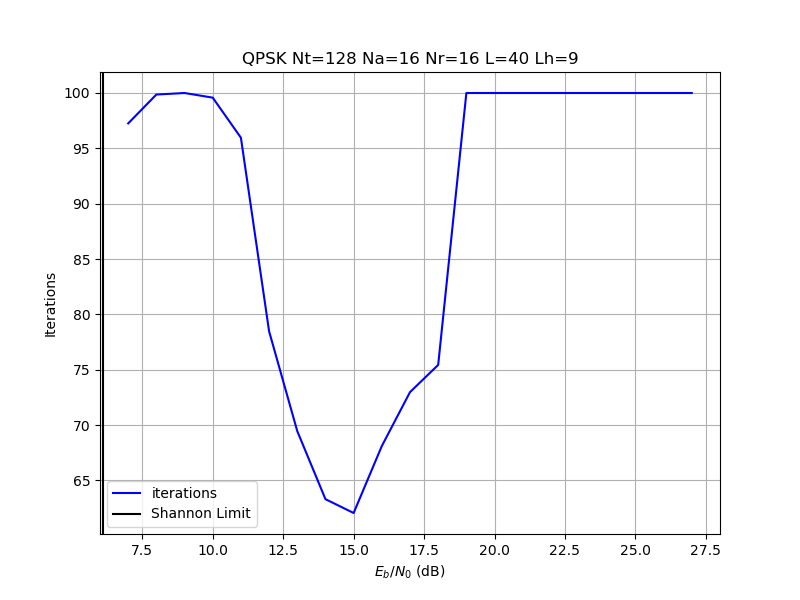 QPSK Nt=128 Na=16 Nr=16 L=40 Lh=9
100
95
90
85
80
75
70
65
Iterations
iterations
Shannon Limit
7.5 10.0 12.5 15.0 17.5 20.0 22.5 25.0 27.5
E_b/N_0 (dB)